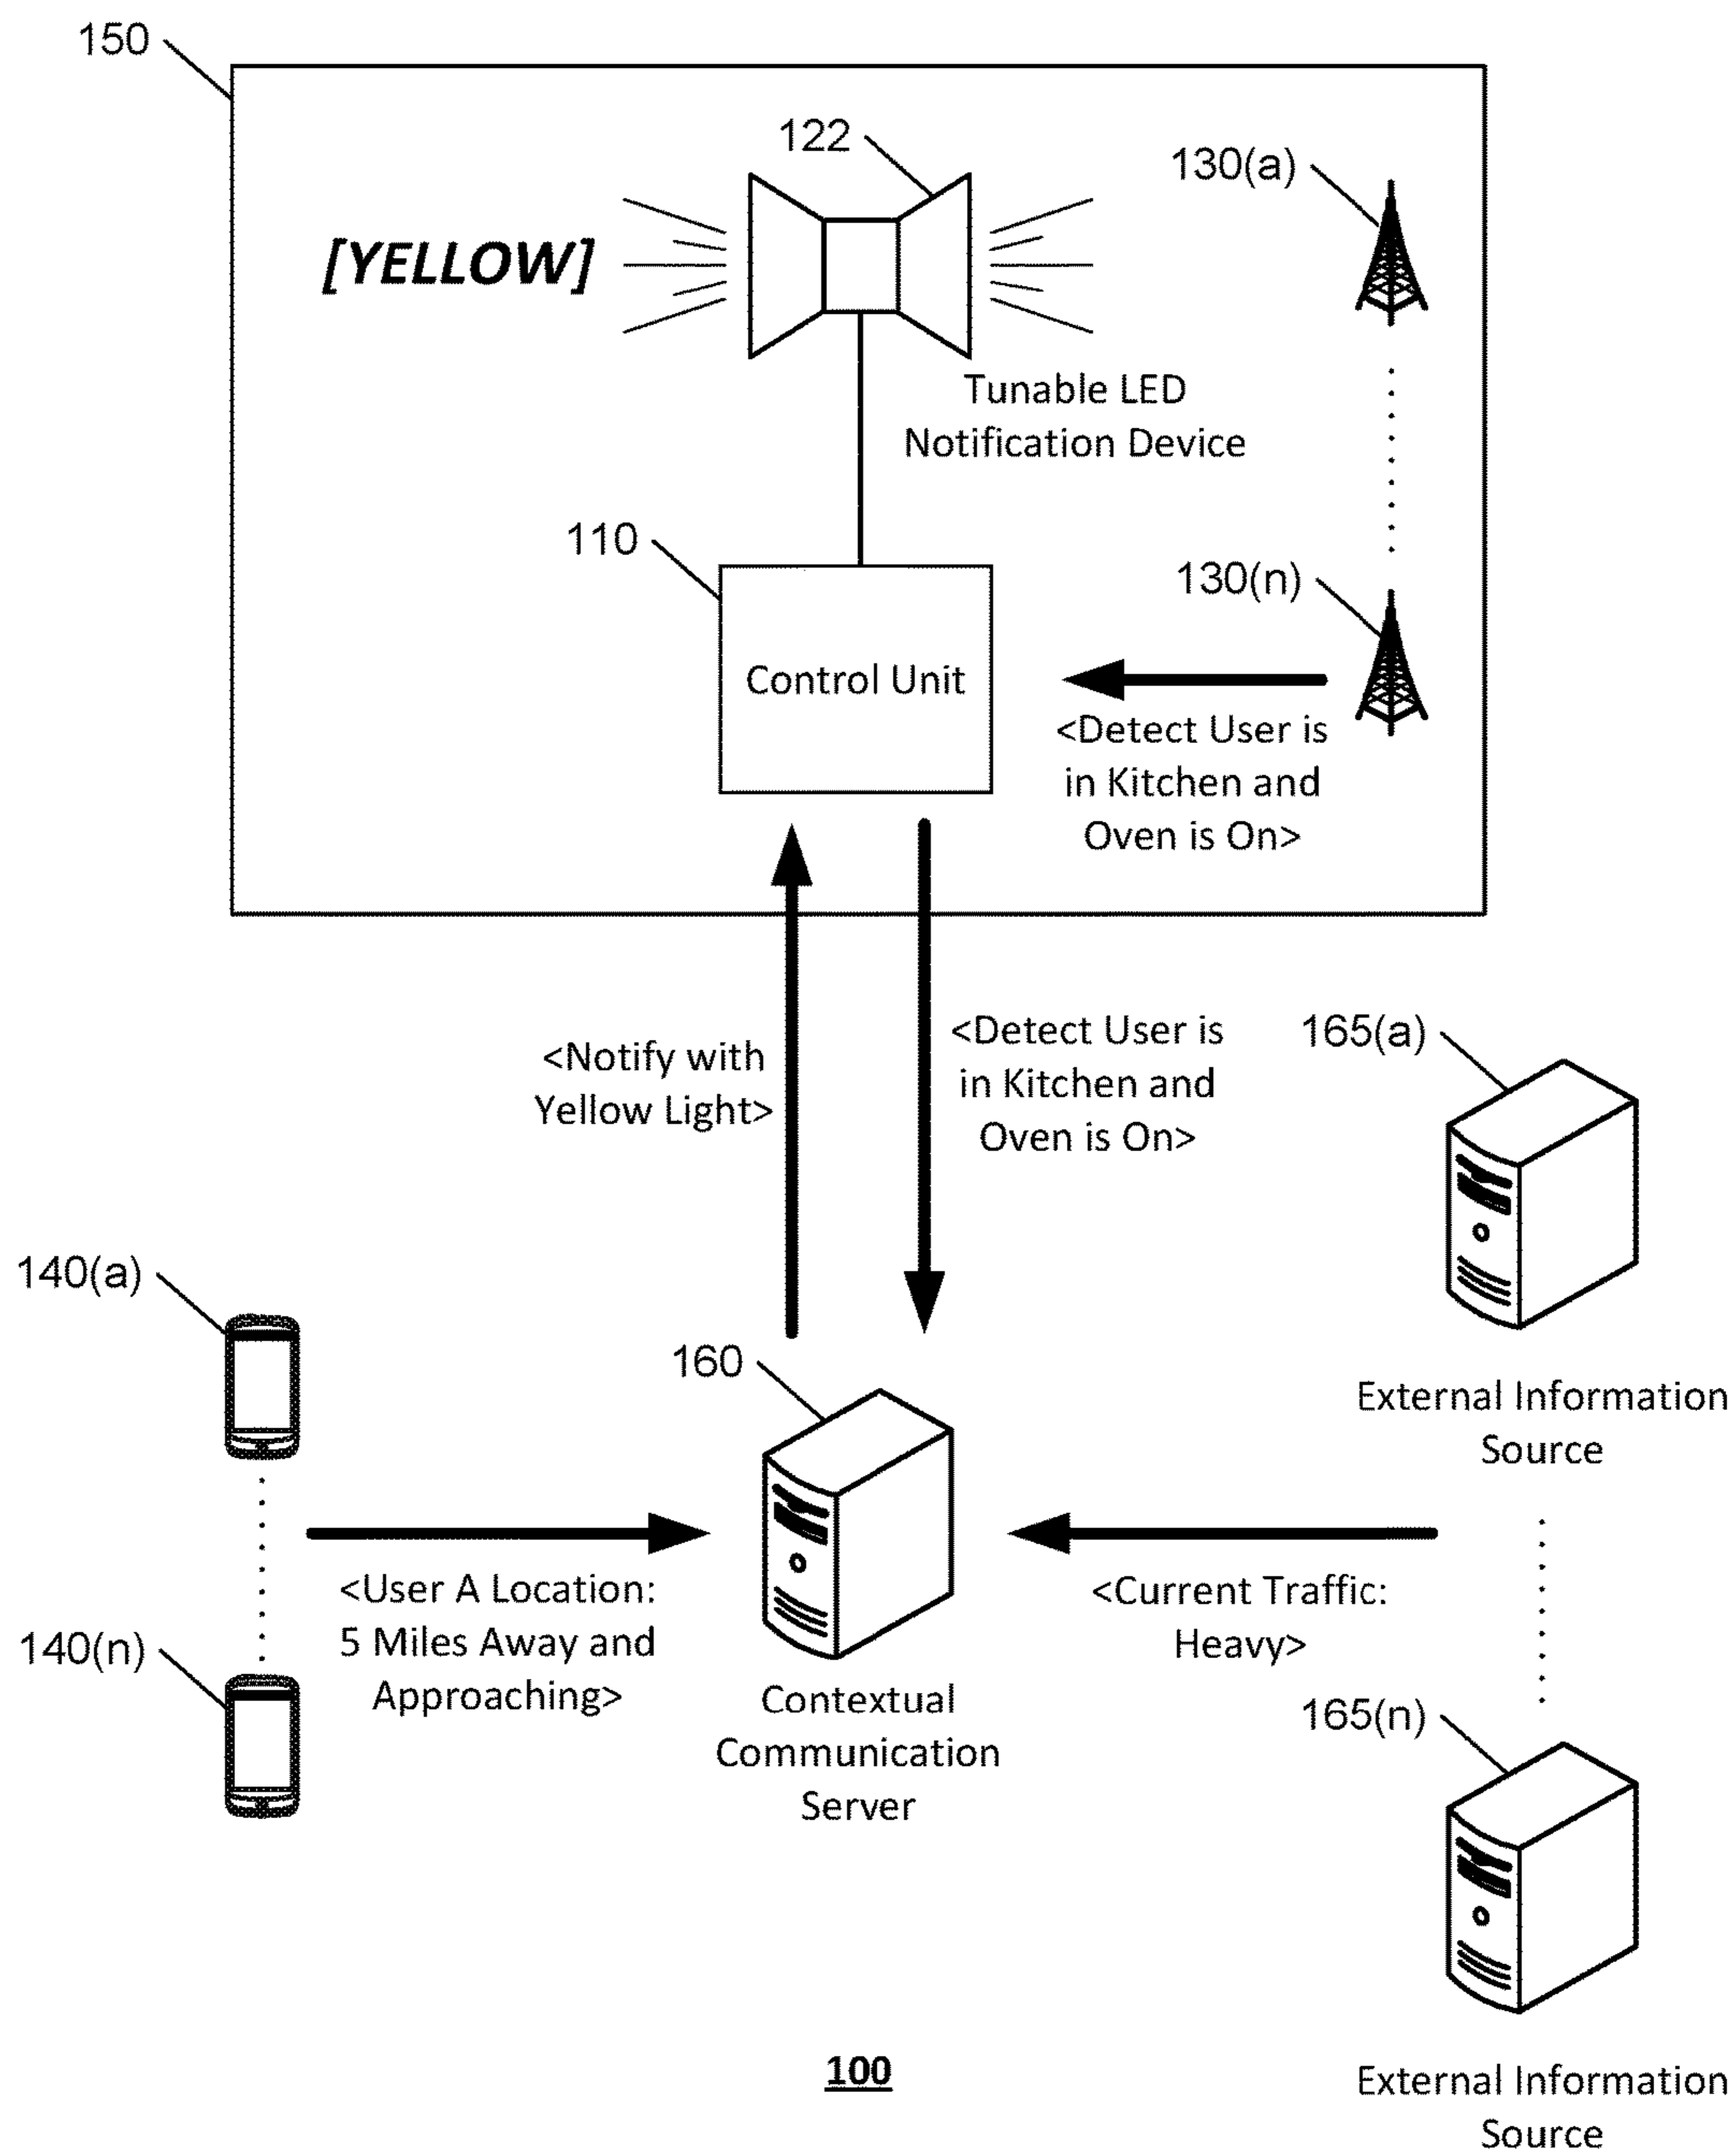 150
122
130(a)
[YELLOW]
Tunable LED
Notification Device
110
130(n)
Control Unit
<Detect User is
in Kitchen and
Oven is On>
<Notify with
Yellow Light>
<Detect User is
in Kitchen and
Oven is On>
165(a)
140(a)
160
External Information
Source
<User A Location:
5 Miles Away and
Approaching>
<Current Traffic:
Heavy>
140(n)
Contextual
Communication
Server
165(n)
100
External Information
Source